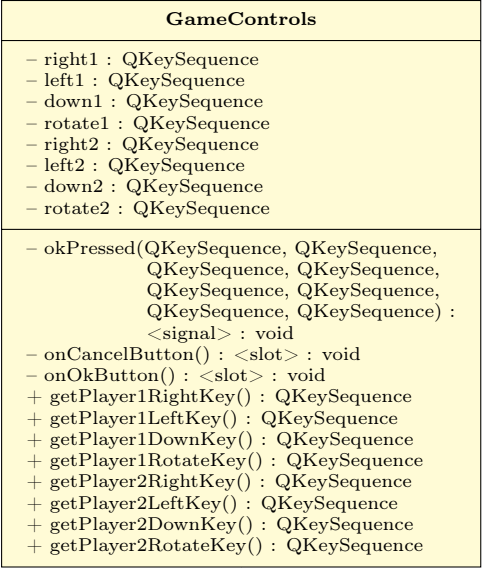 GameControls
– right1 : QKeySequence
– left1 : QKeySequence
– down1 : QKeySequence
– rotate1 : QKeySequence
– right2 : QKeySequence
– left2 : QKeySequence
– down2 : QKeySequence
– rotate2 : QKeySequence
– okPressed(QKeySequence, QKeySequence,
QKeySequence, QKeySequence,
QKeySequence, QKeySequence,
QKeySequence, QKeySequence) :
<signal> : void
– onCancelButton() : <slot> : void
– onOkButton() : <slot> : void
+ getPlayer1RightKey() : QKeySequence
+ getPlayer1LeftKey() : QKeySequence
+ getPlayer1DownKey() : QKeySequence
+ getPlayer1RotateKey() : QKeySequence
+ getPlayer2RightKey() : QKeySequence
+ getPlayer2LeftKey() : QKeySequence
+ getPlayer2DownKey() : QKeySequence
+ getPlayer2RotateKey() : QKeySequence